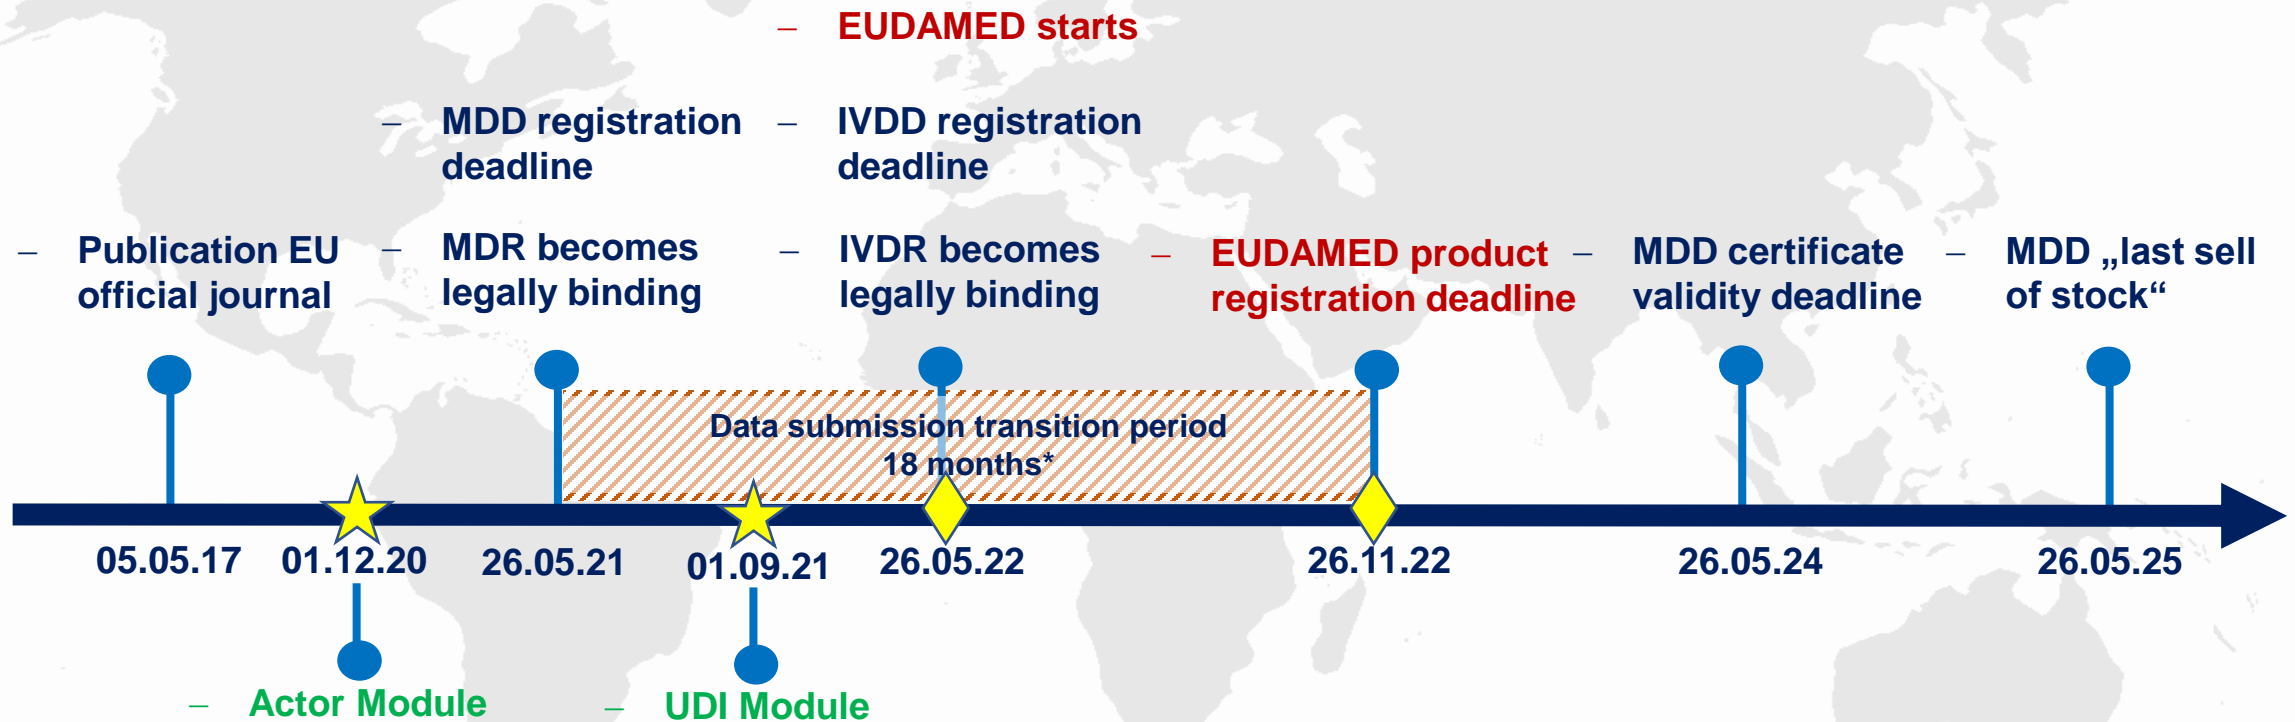 – EUDAMED starts
– MDD registration
deadline
– IVDD registration
deadline
– Publication EU
official journal
– MDR becomes
legally binding
– IVDR becomes
legally binding
– EUDAMED product
registration deadline
– MDD certificate
validity deadline
– MDD „last sell
of stock“
Data submission transition period
18 months*
05.05.17
01.12.20
26.05.21
01.09.21
26.05.22
26.11.22
26.05.24
26.05.25
– Actor Module
– UDI Module